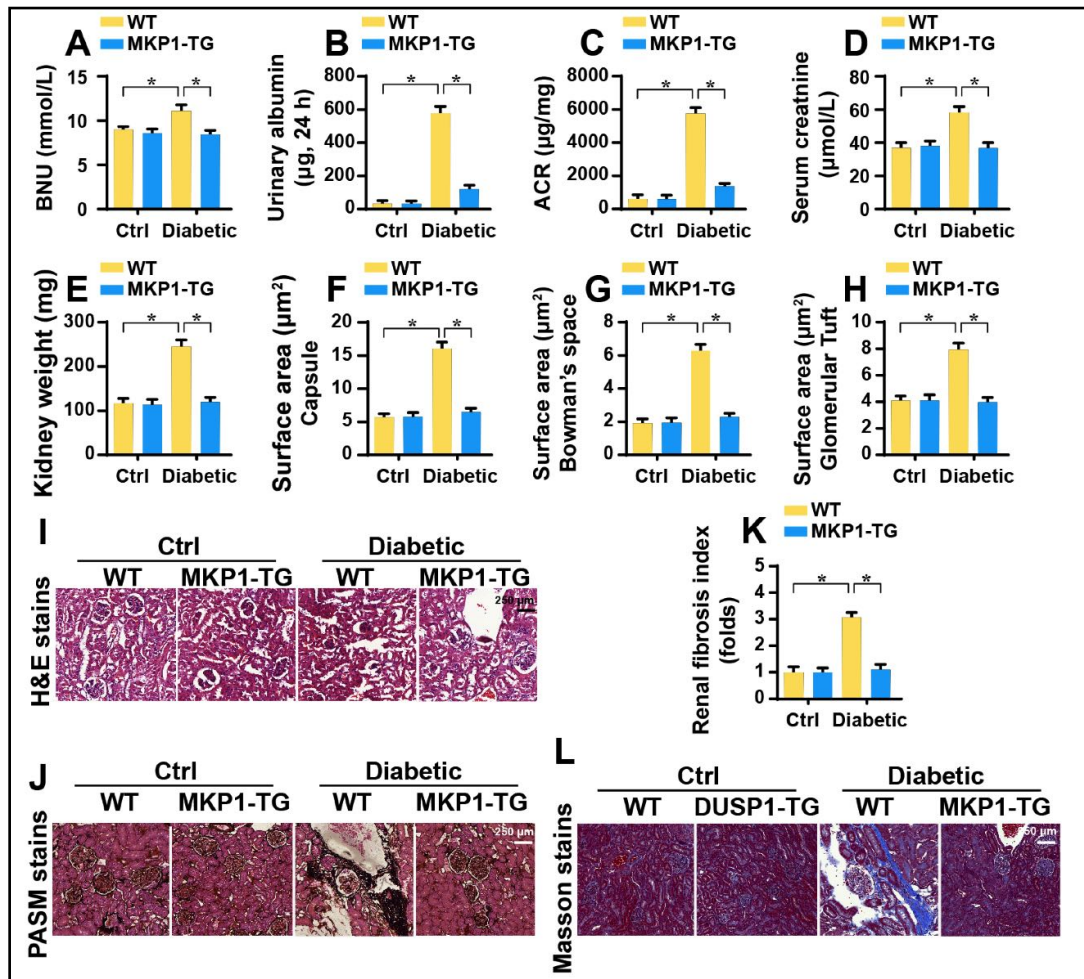 A
WT
MKP1-TG
BNU (mmol/L)
15
10
5
0
Ctrl Diabetic
*
*
B
WT
MKP1-TG
Urinary albumin
(µg, 24 h)
800
600
400
200
0
Ctrl Diabetic
*
*
C
WT
MKP1-TG
ACR (µg/mg)
8000
6000
4000
2000
0
Ctrl Diabetic
*
*
D
WT
MKP1-TG
Serum creatnine
(µmol/L)
80
60
40
20
0
Ctrl Diabetic
*
*
E
WT
MKP1-TG
Kidney weight (mg)
300
200
100
0
Ctrl Diabetic
*
*
F
WT
MKP1-TG
Surface area (µm²)
Capsule
20
15
10
5
0
Ctrl Diabetic
*
*
G
WT
MKP1-TG
Surface area (µm²)
Bowman's space
8
6
4
2
0
Ctrl Diabetic
*
*
H
WT
MKP1-TG
Surface area (µm²)
Glomerular Tuft
10
8
6
4
2
0
Ctrl Diabetic
*
*
I
Ctrl Diabetic
WT MKP1-TG WT MKP1-TG
H&E stains
250 µm
K
WT
MKP1-TG
Renal fibrosis index
(folds)
5
4
3
2
1
0
Ctrl Diabetic
*
*
J
Ctrl Diabetic
WT MKP1-TG WT MKP1-TG
PASM stains
250 µm
L
Ctrl Diabetic
WT DUSP1-TG WT MKP1-TG
Masson stains
250 µm